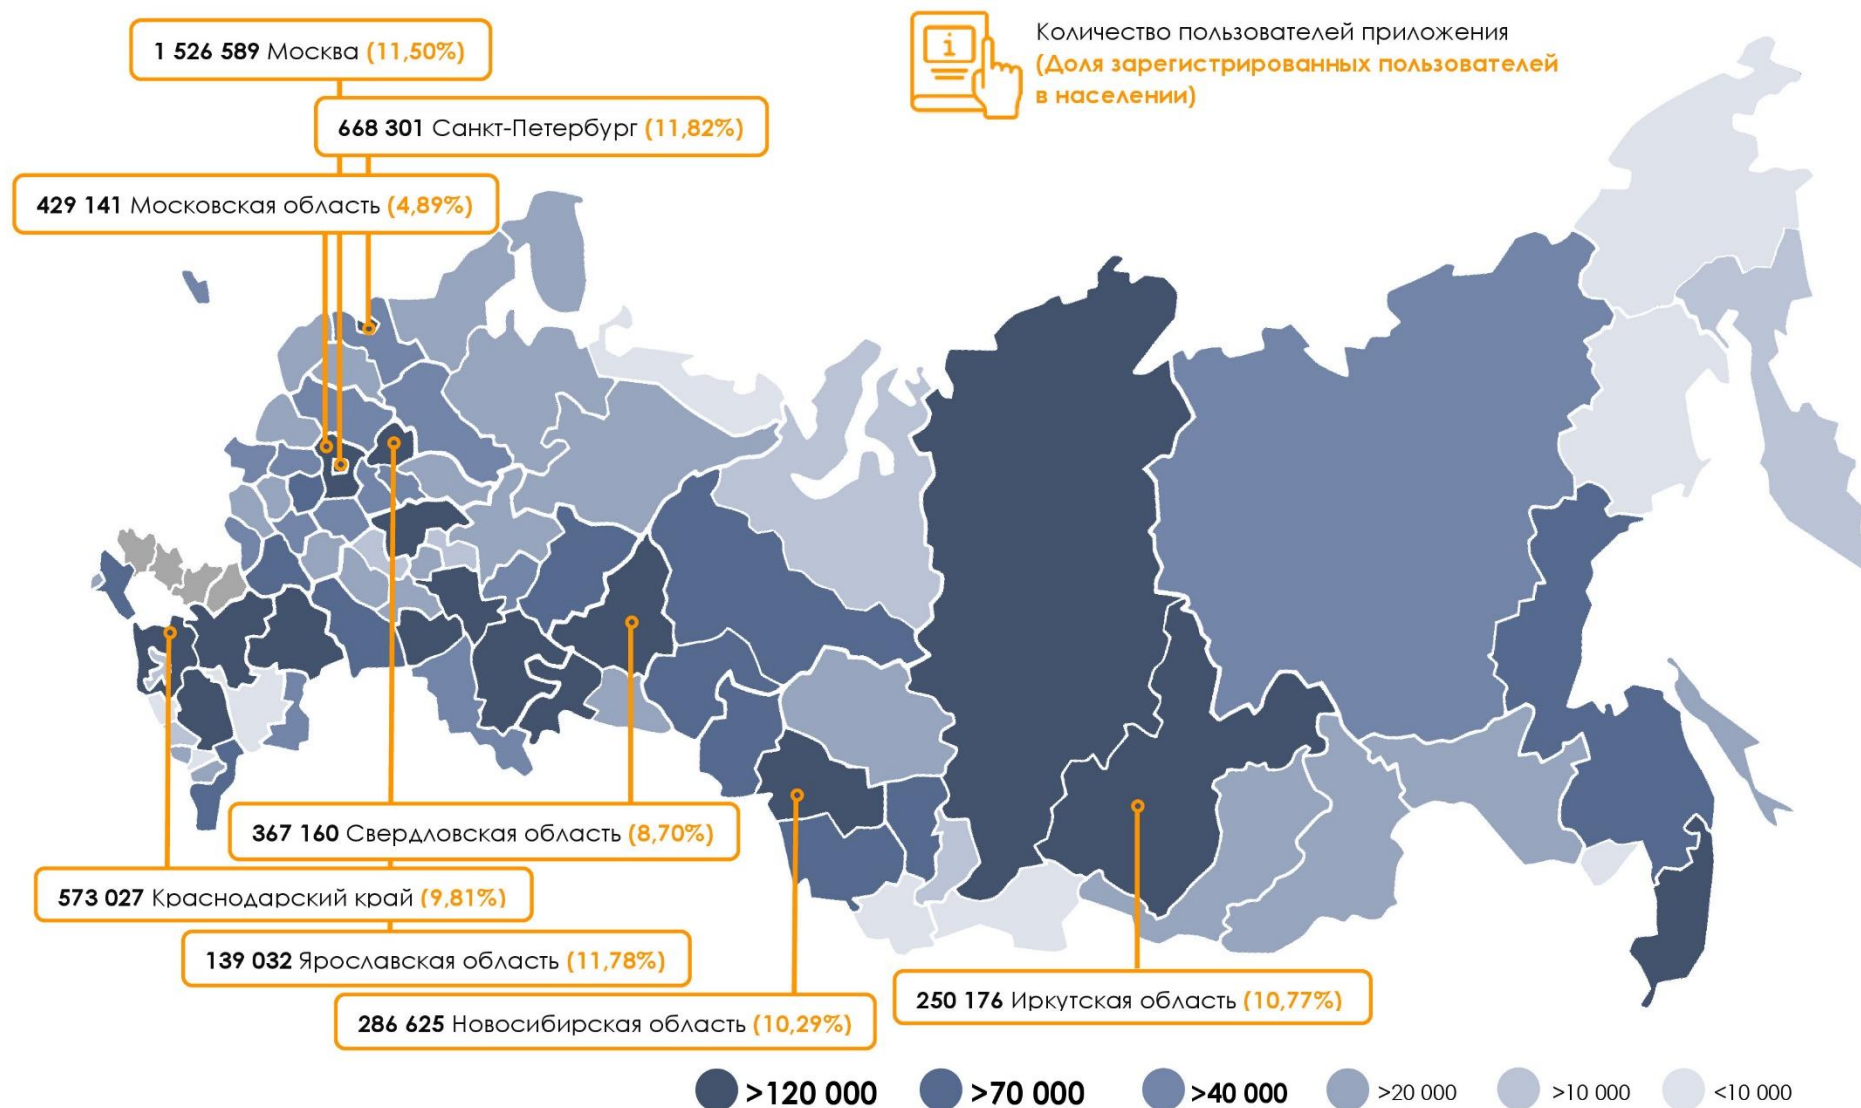 1 526 589 Москва (11,50%)
Количество пользователей приложения
(Доля зарегистрированных пользователей
в населении)
i
668 301 Санкт-Петербург (11,82%)
429 141 Московская область (4,89%)
367 160 Свердловская область (8,70%)
573 027 Краснодарский край (9,81%)
139 032 Ярославская область (11,78%)
286 625 Новосибирская область (10,29%)
250 176 Иркутская область (10,77%)
>120 000 >70 000 >40 000 >20 000 >10 000 <10 000